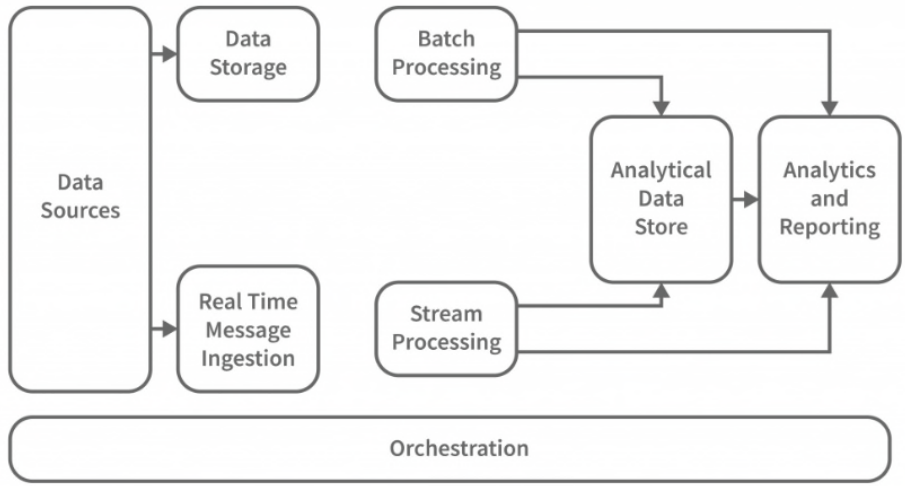 Data
Sources
Data
Storage
Real Time
Message
Ingestion
Batch
Processing
Stream
Processing
Analytical
Data
Store
Analytics
and
Reporting
Orchestration